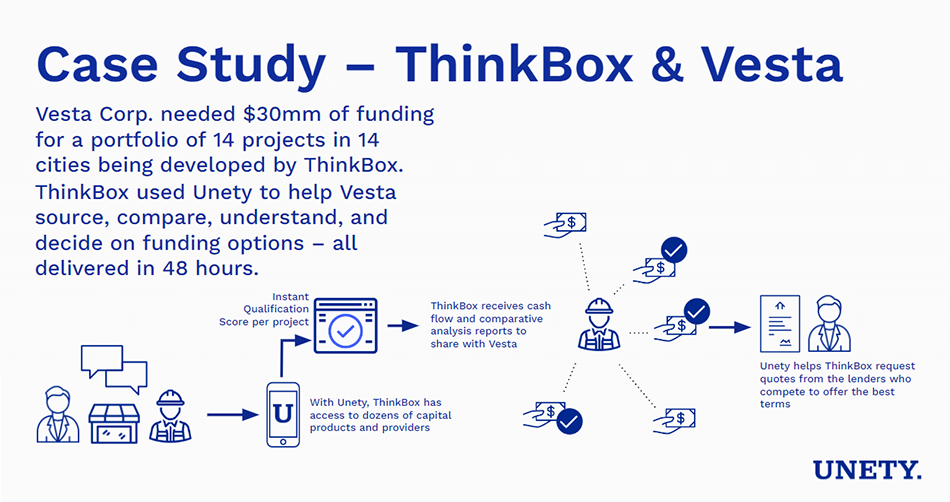 Case Study – ThinkBox & Vesta
Vesta Corp. needed $30mm of funding
for a portfolio of 14 projects in 14
cities being developed by ThinkBox.
ThinkBox used Unety to help Vesta
source, compare, understand, and
decide on funding options – all
delivered in 48 hours.
Instant
Qualification
Score per project
ThinkBox receives cash
flow and comparative
analysis reports to
share with Vesta
U
With Unety, ThinkBox has
access to dozens of capital
products and providers
$
$
$
$
$
Unety helps ThinkBox request
quotes from the lenders who
compete to offer the best
terms
UNETY.